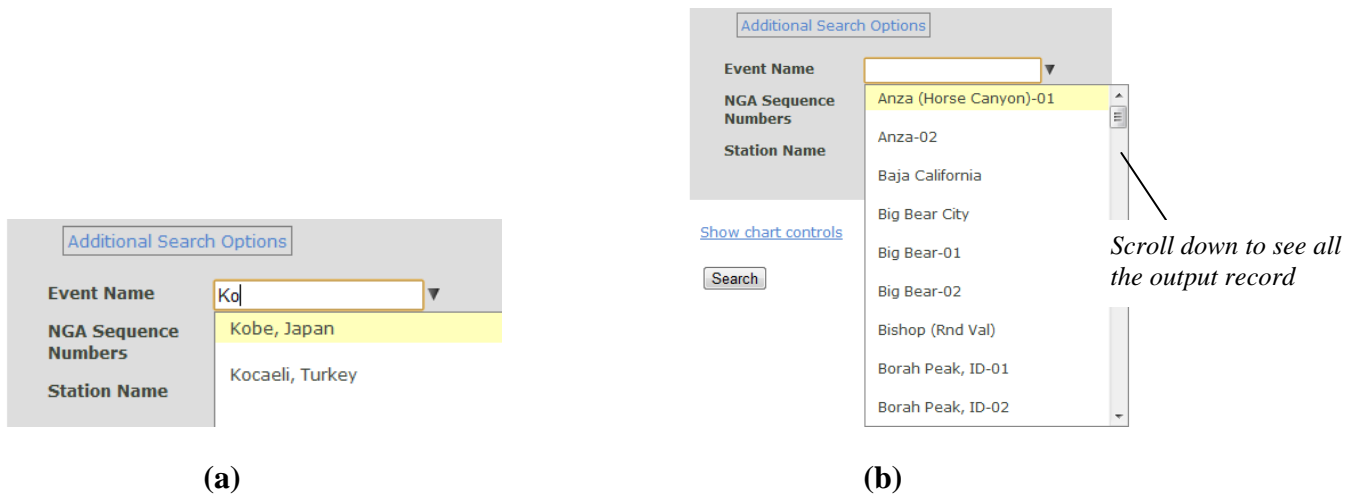 Additional Search Options
Event Name
Ko
Kobe, Japan
NGA Sequence
Numbers
Kocaeli, Turkey
Station Name
(a)
Additional Search Options
Event Name
NGA Sequence
Numbers
Station Name
Anza (Horse Canyon)-01
Anza-02
Baja California
Big Bear City
Big Bear-01
Big Bear-02
Bishop (Rnd Val)
Borah Peak, ID-01
Borah Peak, ID-02
Show chart controls
Search
Scroll down to see all
the output record
(b)